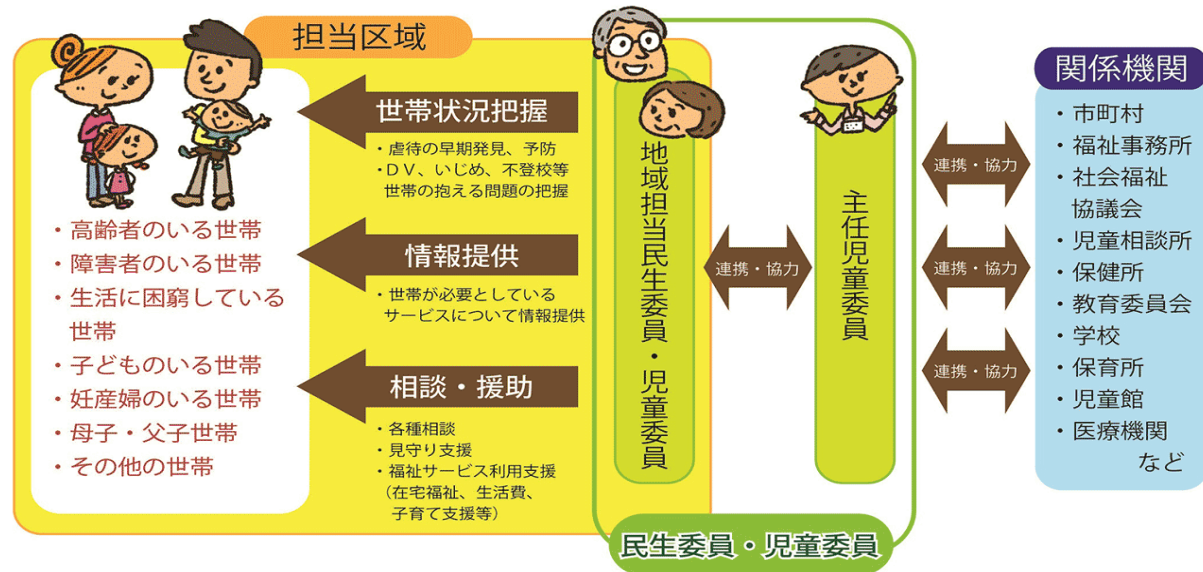 担当区域
・高齢者のいる世帯
・障害者のいる世帯
・生活に困窮している
世帯
・子どものいる世帯
・妊産婦のいる世帯
・母子・父子世帯
・その他の世帯
世帯状況把握
・虐待の早期発見、予防
・ＤＶ、いじめ、不登校等
世帯の抱える問題の把握
情報提供
・世帯が必要としている
サービスについて情報提供
相談・援助
・各種相談
・見守り支援
・福祉サービス利用支援
（在宅福祉、生活費、
子育て支援等）
地域担当民生委員・児童委員
連携・協力
主任児童委員
民生委員・児童委員
連携・協力
連携・協力
連携・協力
関係機関
・市町村
・福祉事務所
・社会福祉
協議会
・児童相談所
・保健所
・教育委員会
・学校
・保育所
・児童館
・医療機関
など